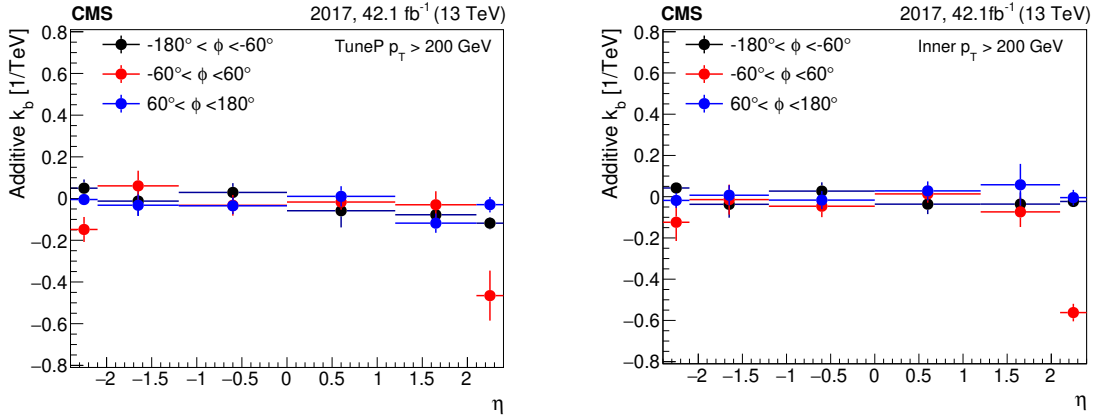 CMS 2017, 42.1 fb⁻¹ (13 TeV)
Additive k_b [1/TeV]
0.8
0.6
0.4
0.2
0
−0.2
−0.4
−0.6
−0.8
-180° < ϕ <-60°
-60°< ϕ <60°
60°< ϕ <180°
TuneP p_T > 200 GeV
−2 −1.5 −1 −0.5 0 0.5 1 1.5 2
η
CMS 2017, 42.1fb⁻¹ (13 TeV)
Additive k_b [1/TeV]
0.8
0.6
0.4
0.2
0
−0.2
−0.4
−0.6
−0.8
-180° < ϕ <-60°
-60°< ϕ <60°
60°< ϕ <180°
Inner p_T > 200 GeV
−2 −1.5 −1 −0.5 0 0.5 1 1.5 2
η